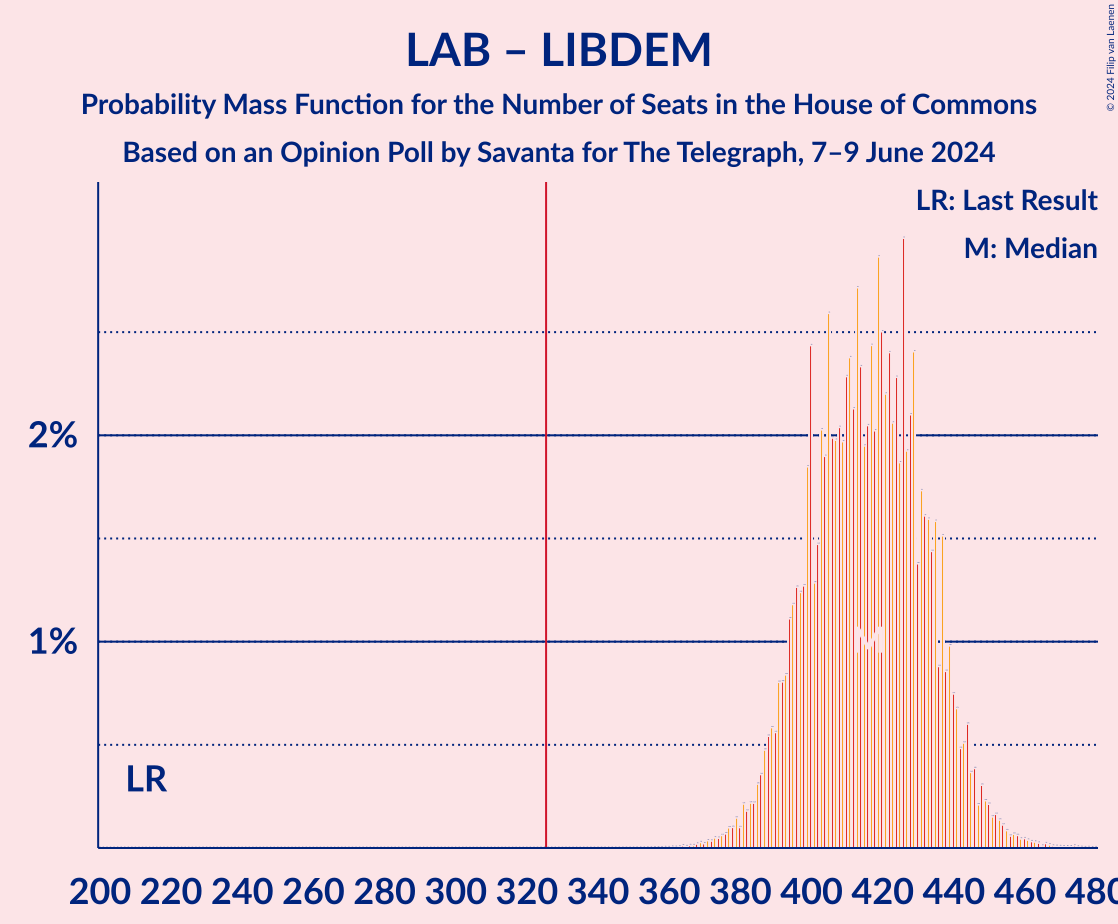 LAB – LIBDEM
Probability Mass Function for the Number of Seats in the House of Commons
Based on an Opinion Poll by Savanta for The Telegraph, 7–9 June 2024
© 2024 Filip van Laenen
LR: Last Result
M: Median
2%
1%
M
LR
200 220 240 260 280 300 320 340 360 380 400 420 440 460 480